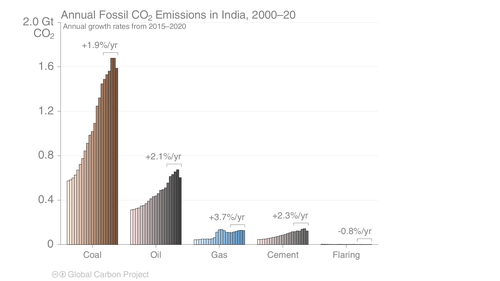 Annual Fossil CO₂ Emissions in India, 2000–20
Annual growth rates from 2015–2020
2.0 Gt
CO₂
1.6
1.2
0.8
0.4
0
+1.9%/yr
+2.1%/yr
+3.7%/yr
+2.3%/yr
-0.8%/yr
Coal
Oil
Gas
Cement
Flaring
Global Carbon Project